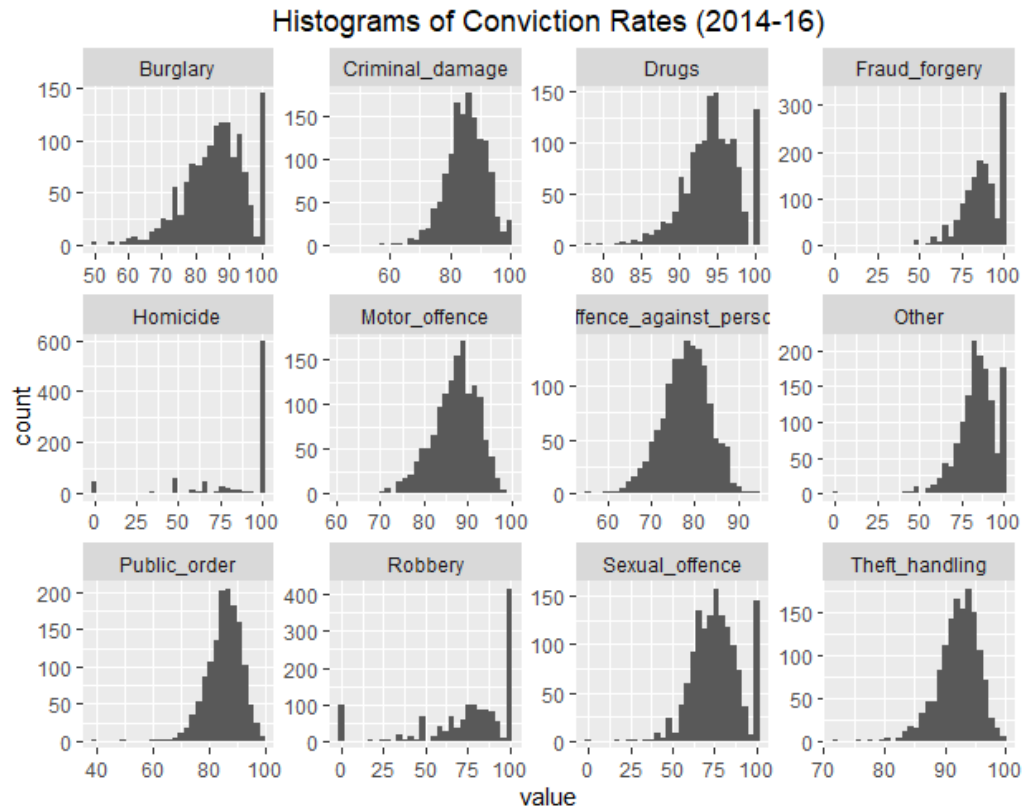 Histograms of Conviction Rates (2014-16)
Burglary Criminal_damage Drugs Fraud_forgery
150 150 150 300
100 100 100 200
50 50 50 100
0 0 0 0
50 60 70 80 90 100 60 80 100 80 85 90 95 100 0 25 50 75 100
Homicide Motor_offence ffence_against_perso Other
600 150 100 200
400 100 50 150
200 50 0 100
0 0 50
0
0 25 50 75 100 60 70 80 90 100 60 70 80 90 0 25 50 75 100
Public_order Robbery Sexual_offence Theft_handling
200 400 150 150
150 300 100 100
100 200 50 50
50 100 0 0
0 0
40 60 80 100 0 25 50 75 100 0 25 50 75 100 70 80 90 100
count
value